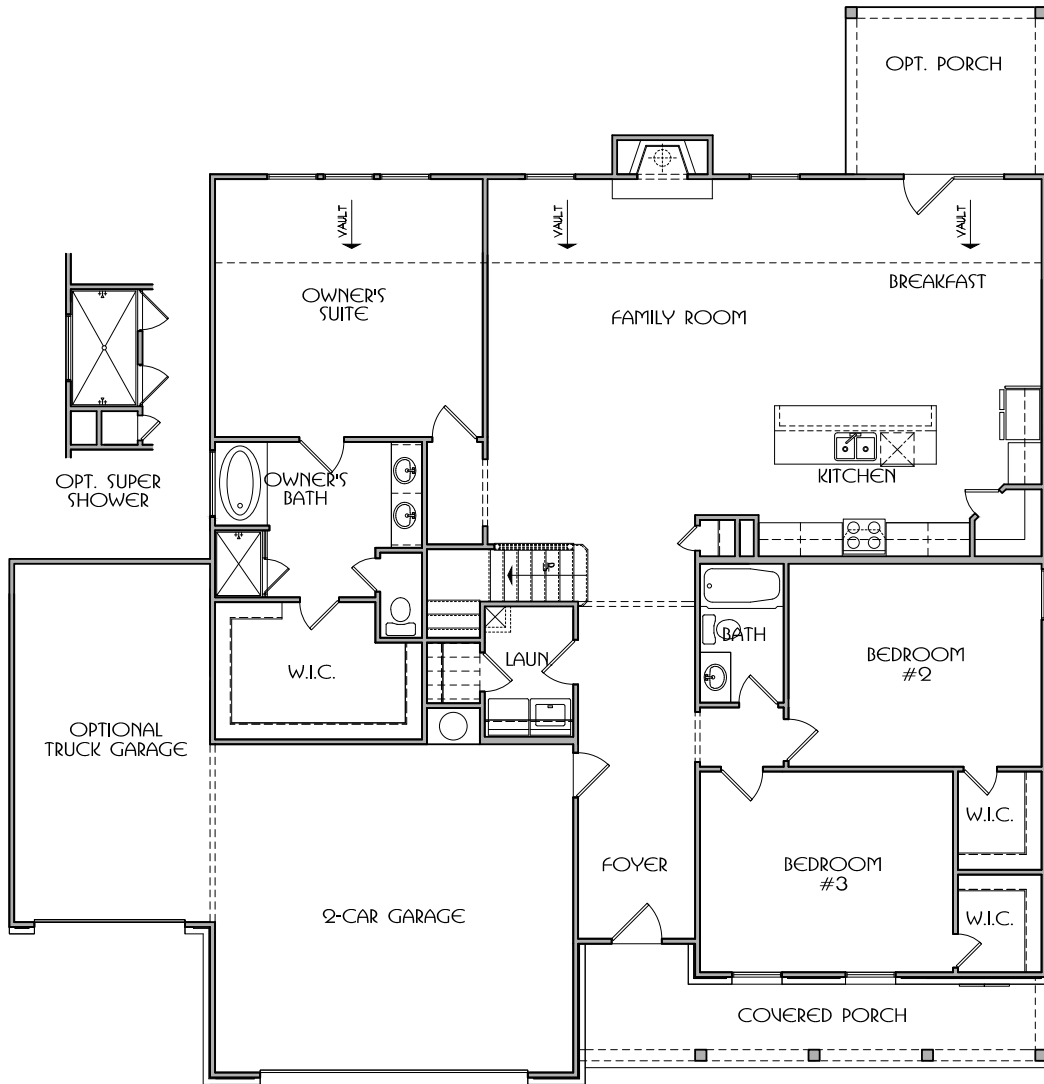 OPT. PORCH
VAULT
VAULT
VAULT
OWNER'S
SUITE
FAMILY ROOM
BREAKFAST
OPT. SUPER
SHOWER
OWNER'S
BATH
KITCHEN
UP
W.I.C.
LAUN
BATH
BEDROOM
#2
OPTIONAL
TRUCK GARAGE
W.I.C.
FOYER
BEDROOM
#3
2-CAR GARAGE
W.I.C.
COVERED PORCH